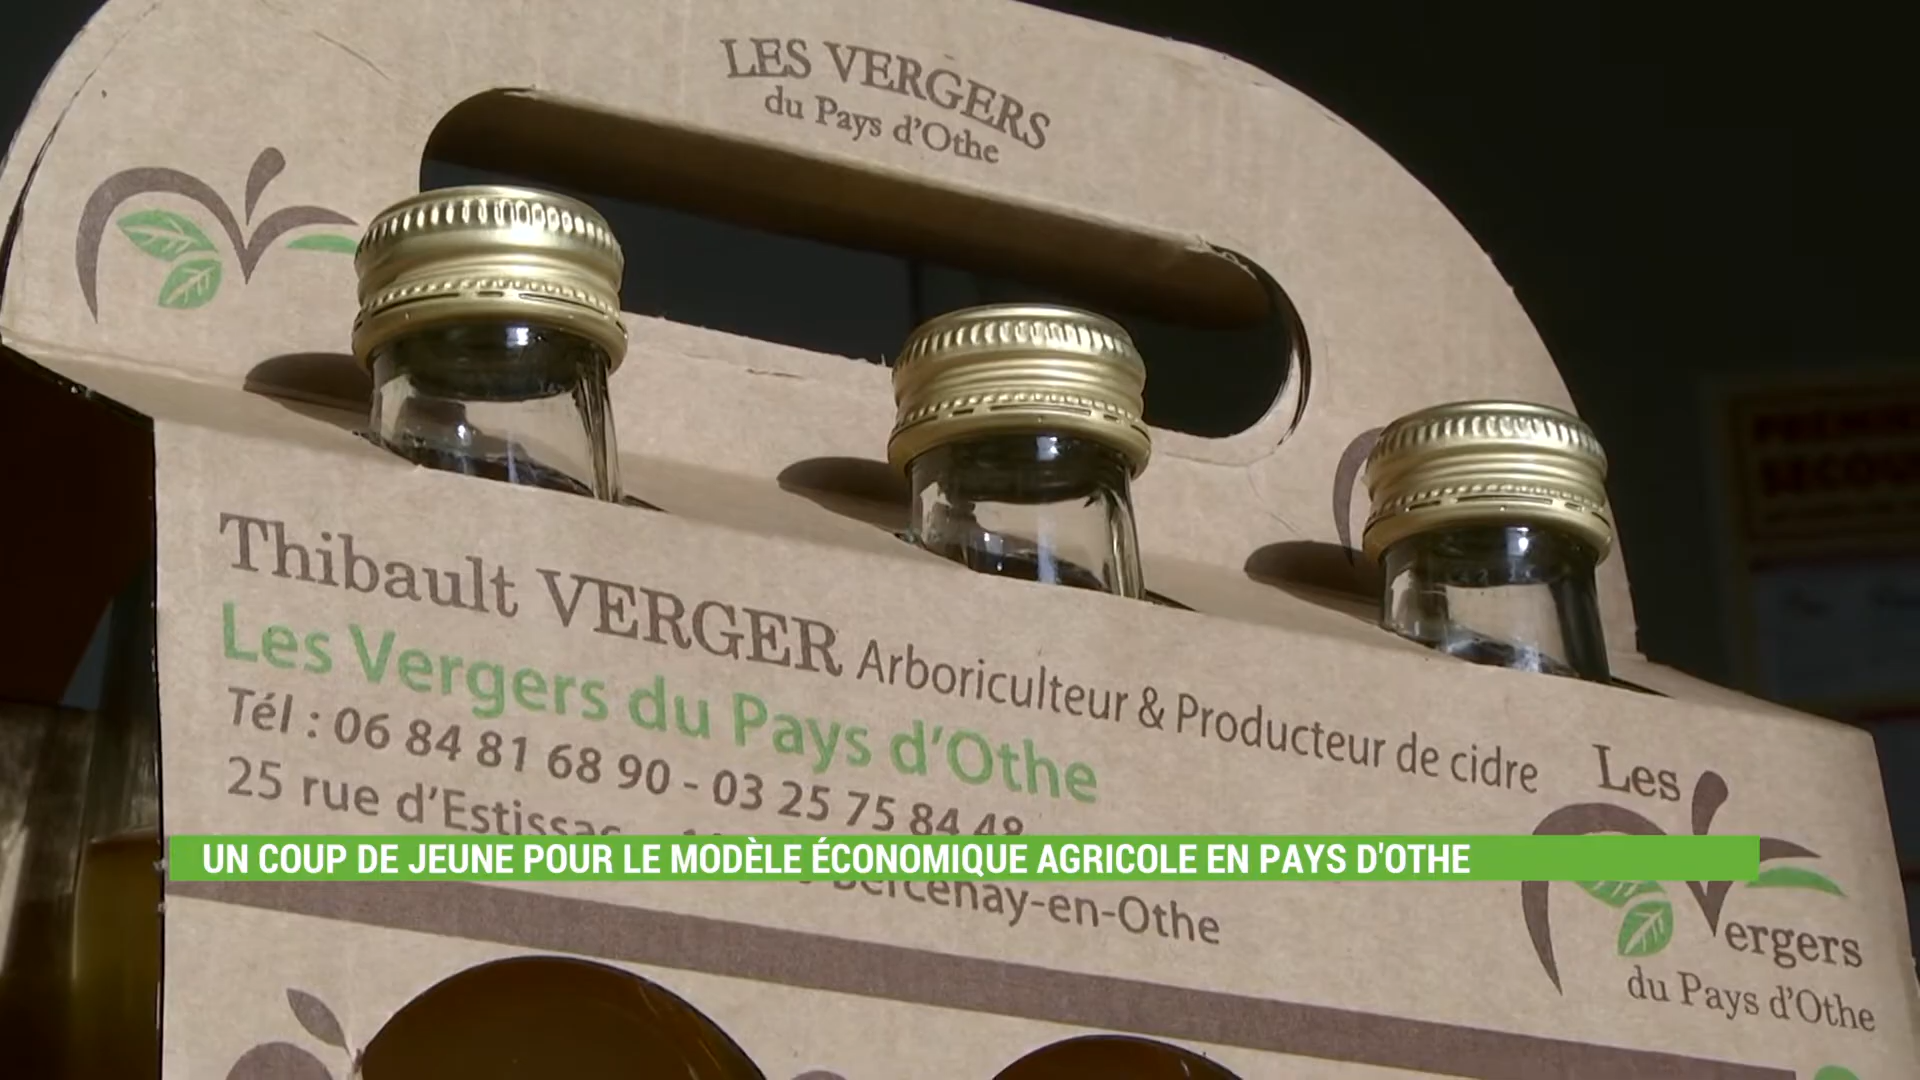 LES VERGERS
du Pays d'Othe
Thibault VERGER Arboriculteur & Producteur de cidre
Les Vergers du Pays d'Othe
Tél : 06 84 81 68 90 - 03 25 75 84 48
25 rue d'Estissac
Bercenay-en-Othe
Les
Vergers
du Pays d'Othe
UN COUP DE JEUNE POUR LE MODÈLE ÉCONOMIQUE AGRICOLE EN PAYS D'OTHE